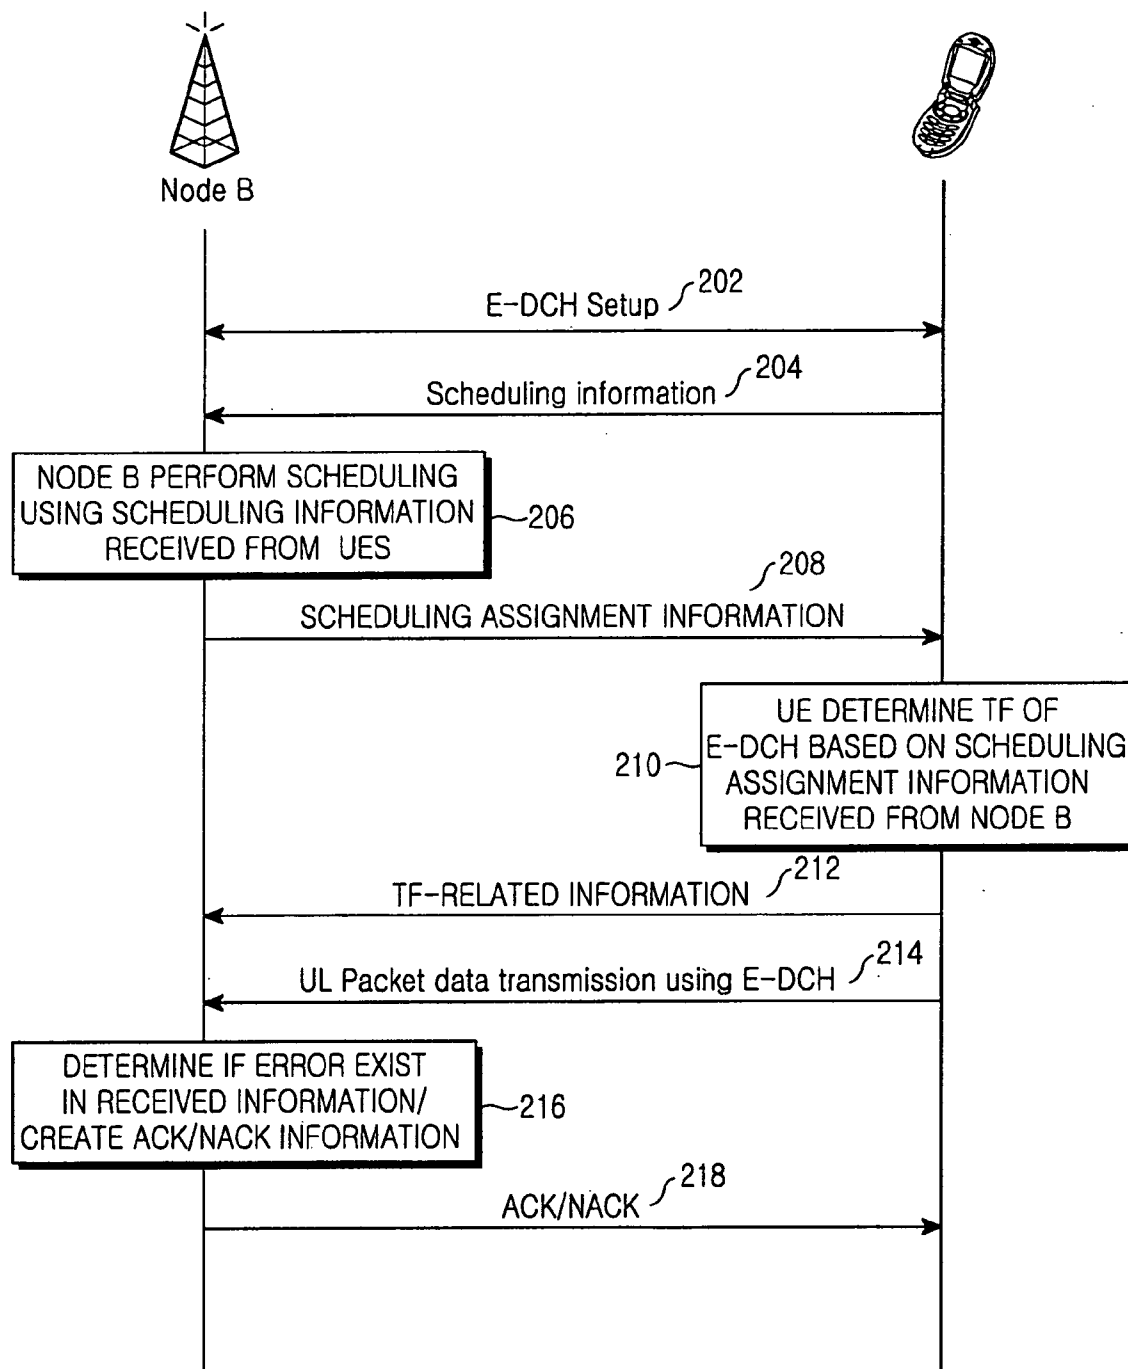 Node B
E-DCH Setup 202
Scheduling information 204
NODE B PERFORM SCHEDULING
USING SCHEDULING INFORMATION
RECEIVED FROM UES
206
208
SCHEDULING ASSIGNMENT INFORMATION
UE DETERMINE TF OF
E-DCH BASED ON SCHEDULING
ASSIGNMENT INFORMATION
RECEIVED FROM NODE B
210
TF-RELATED INFORMATION 212
UL Packet data transmission using E-DCH 214
DETERMINE IF ERROR EXIST
IN RECEIVED INFORMATION/
CREATE ACK/NACK INFORMATION
216
ACK/NACK 218